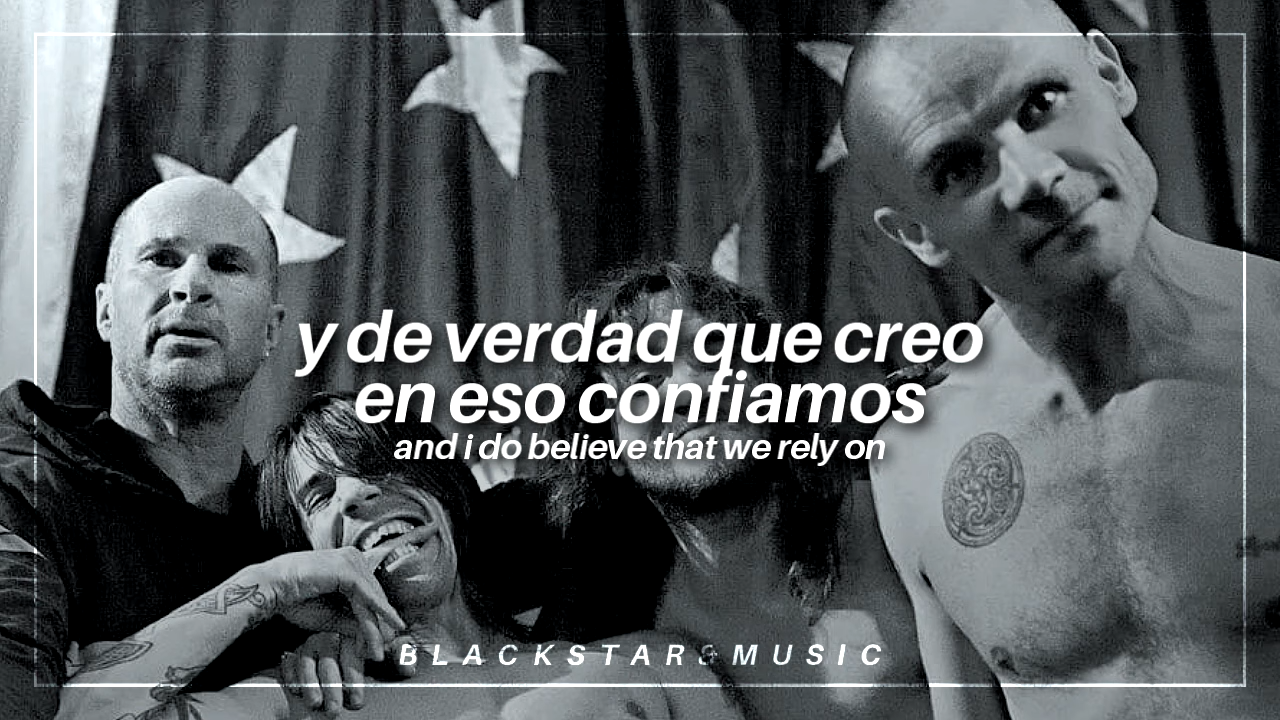 y de verdad que creo
en eso confiamos
and i do believe that we rely on
BLACKSTAR&MUSIC